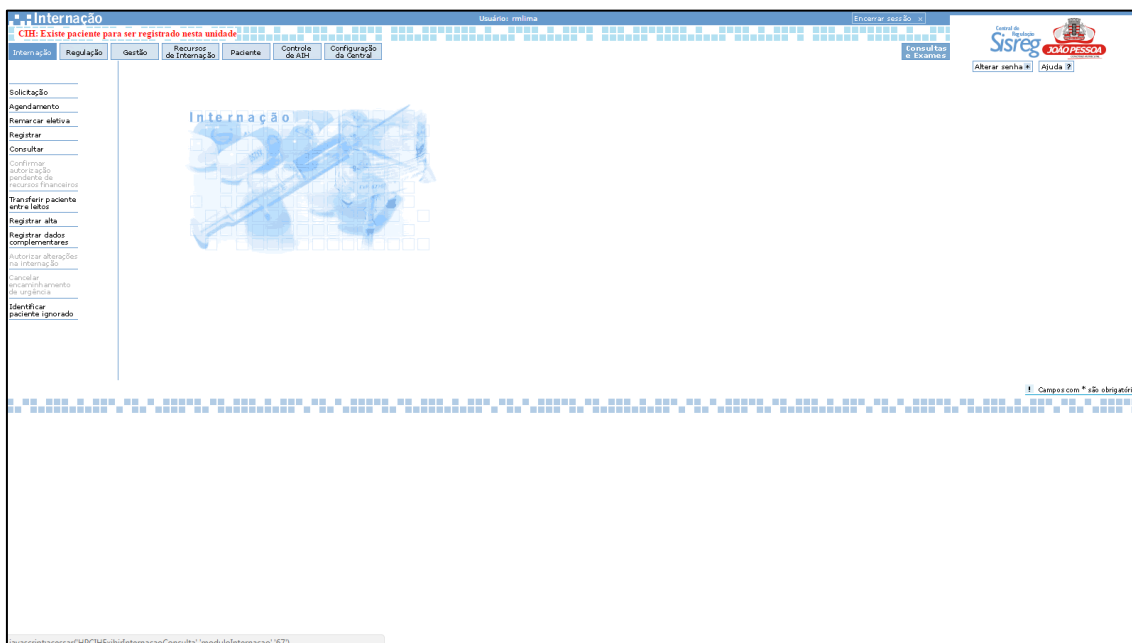 Internação
Usuário: rmlima
Encerrar sessão x
CIH: Existe paciente para ser registrado nesta unidade
Central de
Regulação
Sisreg
JOÃO PESSOA
Internação
Regulação
Gestão
Recursos
de Internação
Paciente
Controle
de AIH
Configuração
da Central
Consultas
e Exames
Alterar senha
Ajuda ?
Solicitação
Agendamento
Remarcar eletiva
Registrar
Consultar
Confirmar
autorização
pendente de
recursos financeiros
Transferir paciente
entre leitos
Registrar alta
Registrar dados
complementares
Autorizar alterações
na internação
Cancelar
encaminhamento
de urgência
Identificar
paciente ignorado
Internação
! Campos com * são obrigatóri